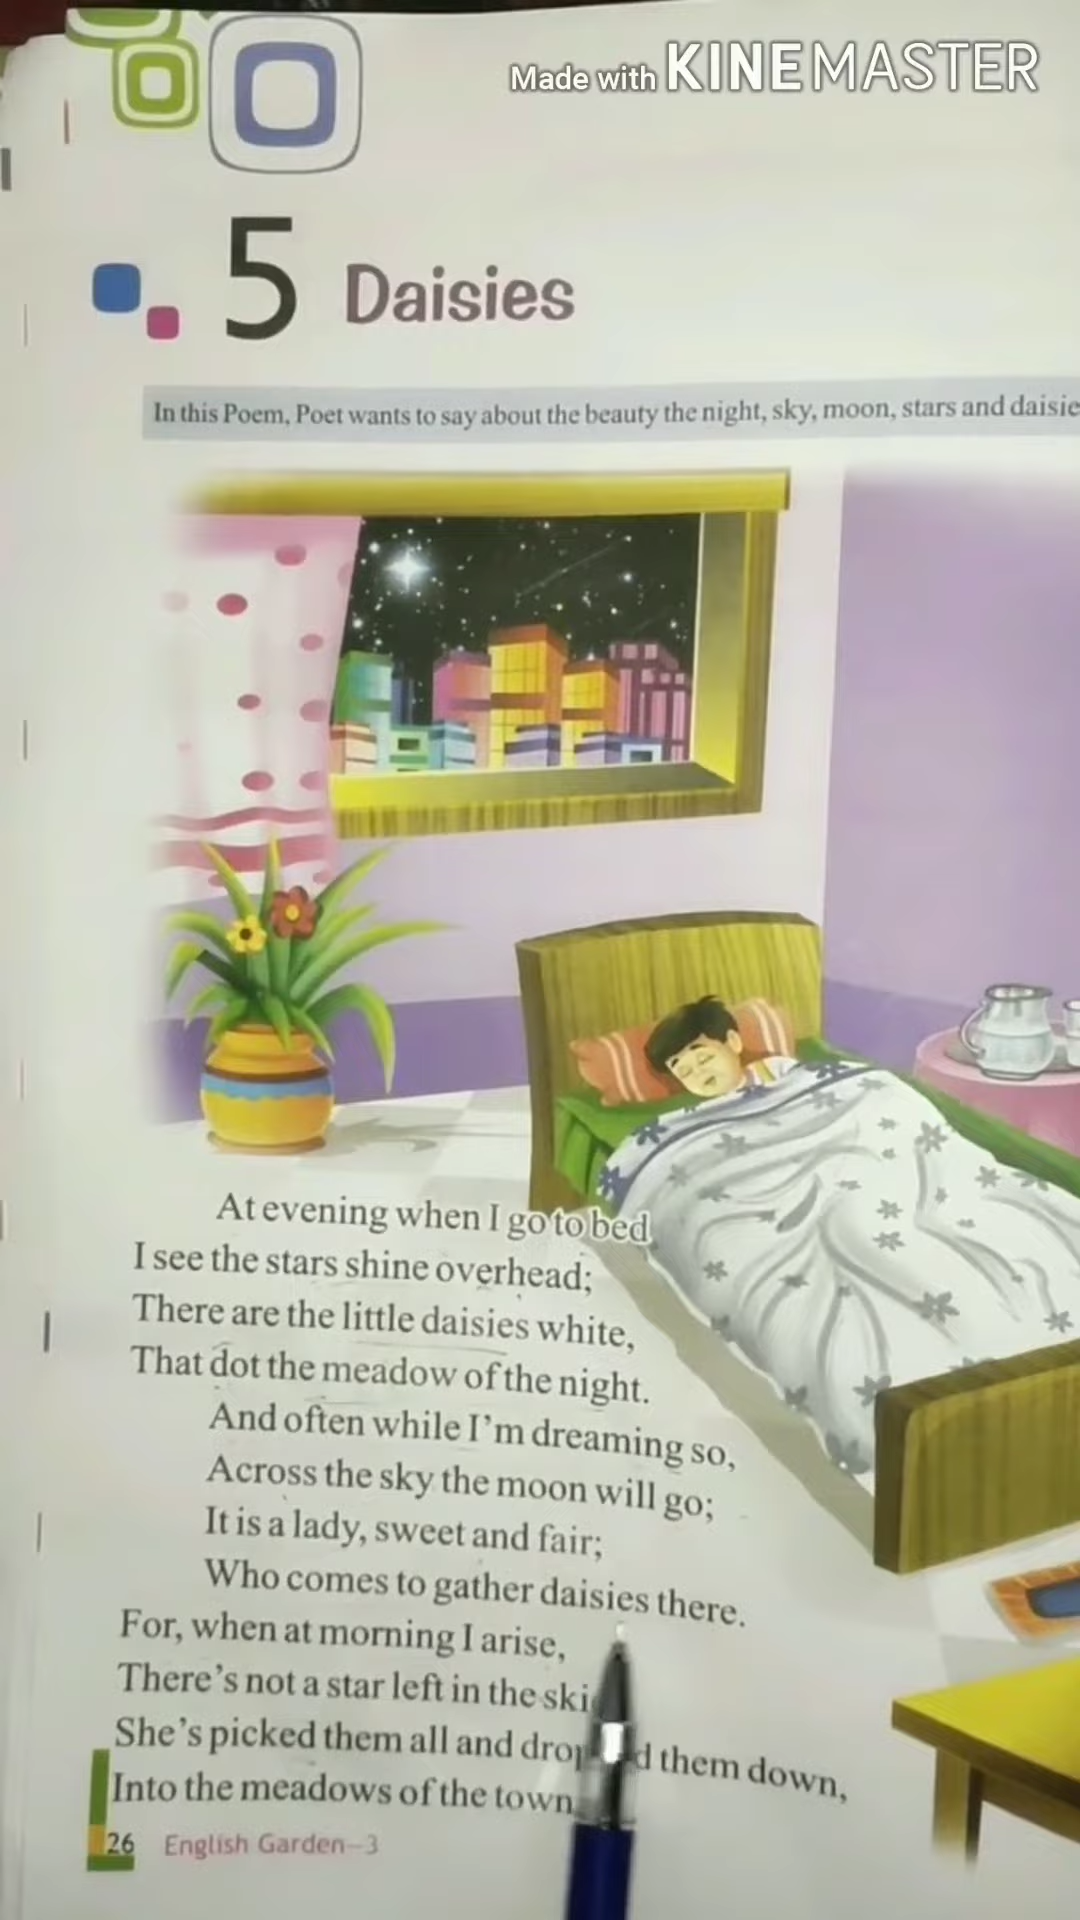 Made with KINEMASTER
5 Daisies
In this Poem, Poet wants to say about the beauty the night, sky, moon, stars and
At evening when I go to bed
I see the stars shine overhead;
There are the little daisies white,
That dot the meadow of the night.
And often while I'm dreaming so,
Across the sky the moon will go;
It is a lady, sweet and fair;
Who comes to gather daisies there.
For, when at morning I arise,
There's not a star left in the
She's picked them all and them down,
Into the meadows of the town
26 English Garden-3